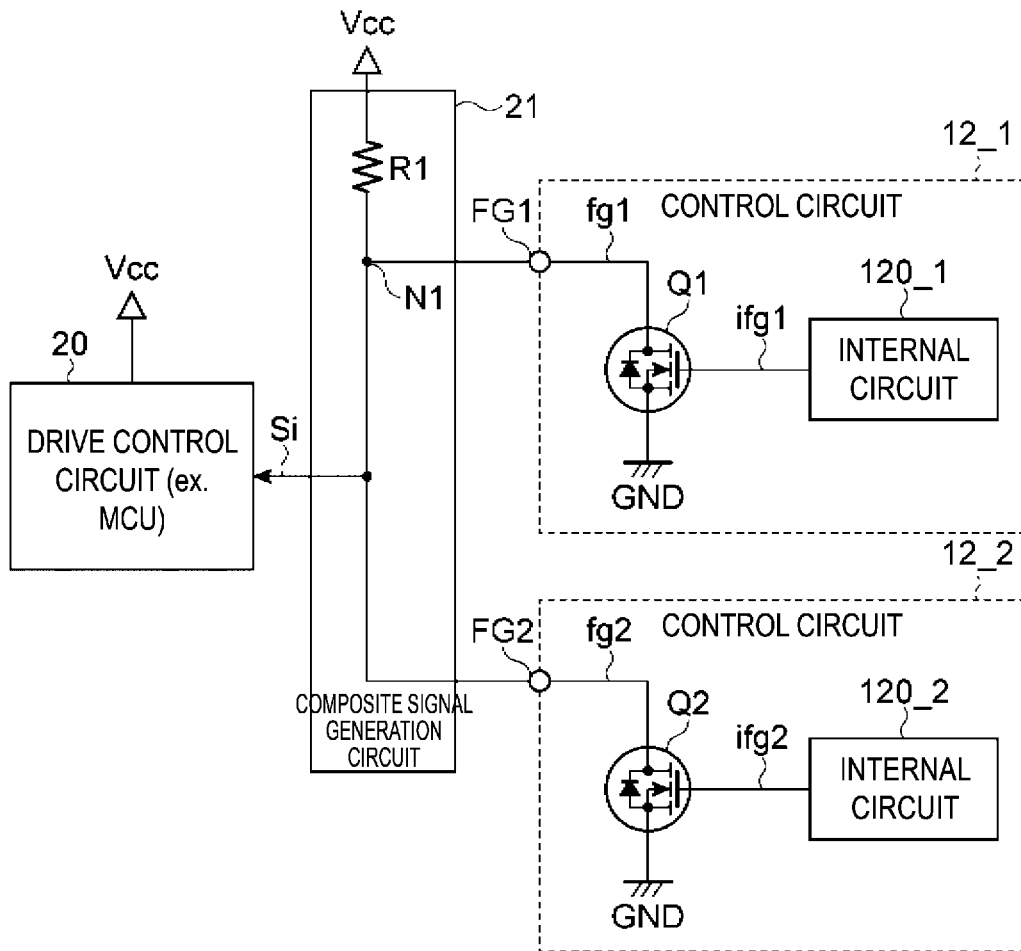 Vcc
21
R1
N1
Vcc
20
DRIVE CONTROL
CIRCUIT (ex.
MCU)
Si
COMPOSITE SIGNAL
GENERATION
CIRCUIT
12_1
CONTROL CIRCUIT
FG1
fg1
Q1
ifg1
120_1
INTERNAL
CIRCUIT
GND
12_2
CONTROL CIRCUIT
FG2
fg2
Q2
ifg2
120_2
INTERNAL
CIRCUIT
GND